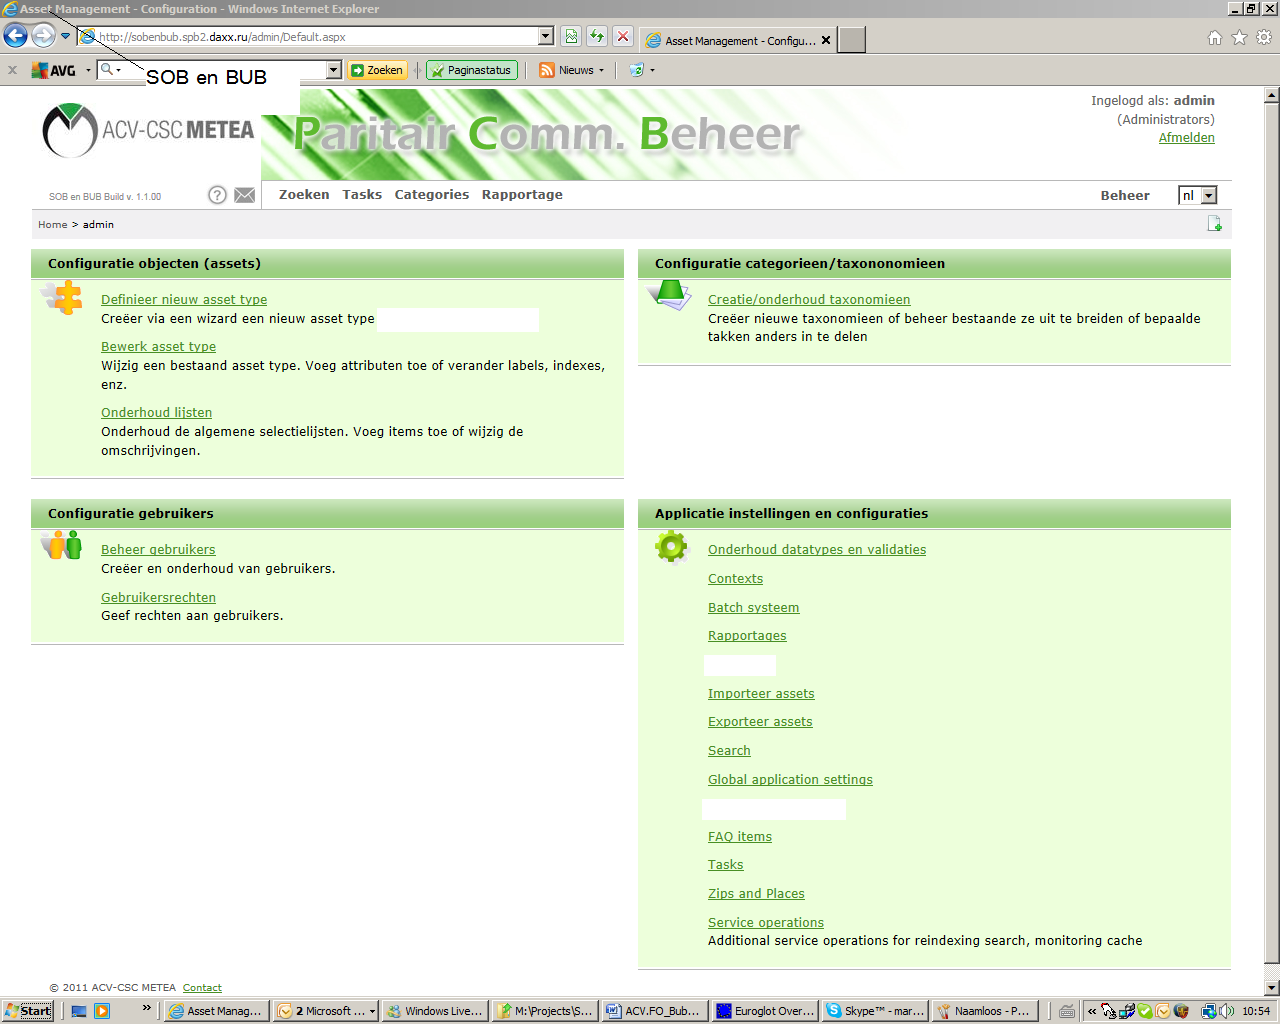 Asset Management - Configuration - Windows Internet Explorer
http://sobenbub.spb2.daxx.ru/admin/Default.aspx
Asset Management - Configu...
AVG
Zoeken
Paginastatus
Nieuws
SOB en BUB
ACV-CSC METEA
Paritair Comm. Beheer
Ingelogd als: admin
(Administrators)
Afmelden
SOB en BUB Build v. 1.1.00
Zoeken Tasks Categories Rapportage
Beheer
nl
Home > admin
Configuratie objecten (assets)
Definieer nieuw asset type
Creëer via een wizard een nieuw asset type
Bewerk asset type
Wijzig een bestaand asset type. Voeg attributen toe of verander labels, indexes,
enz.
Onderhoud lijsten
Onderhoud de algemene selectielijsten. Voeg items toe of wijzig de
omschrijvingen.
Configuratie categorieen/taxononomieen
Creatie/onderhoud taxonomieen
Creëer nieuwe taxonomieen of beheer bestaande ze uit te breiden of bepaalde
takken anders in te delen
Configuratie gebruikers
Beheer gebruikers
Creëer en onderhoud van gebruikers.
Gebruikersrechten
Geef rechten aan gebruikers.
Applicatie instellingen en configuraties
Onderhoud datatypes en validaties
Contexts
Batch systeem
Rapportages
Importeer assets
Exporteer assets
Search
Global application settings
FAQ items
Tasks
Zips and Places
Service operations
Additional service operations for reindexing search, monitoring cache
© 2011 ACV-CSC METEA Contact
Start
Asset Manag...
2 Microsoft ...
Windows Live...
M:\Projects\S...
ACV.FO_Bub...
Euroglot Over...
Skype™ - mar...
Naamloos - P...
10:54